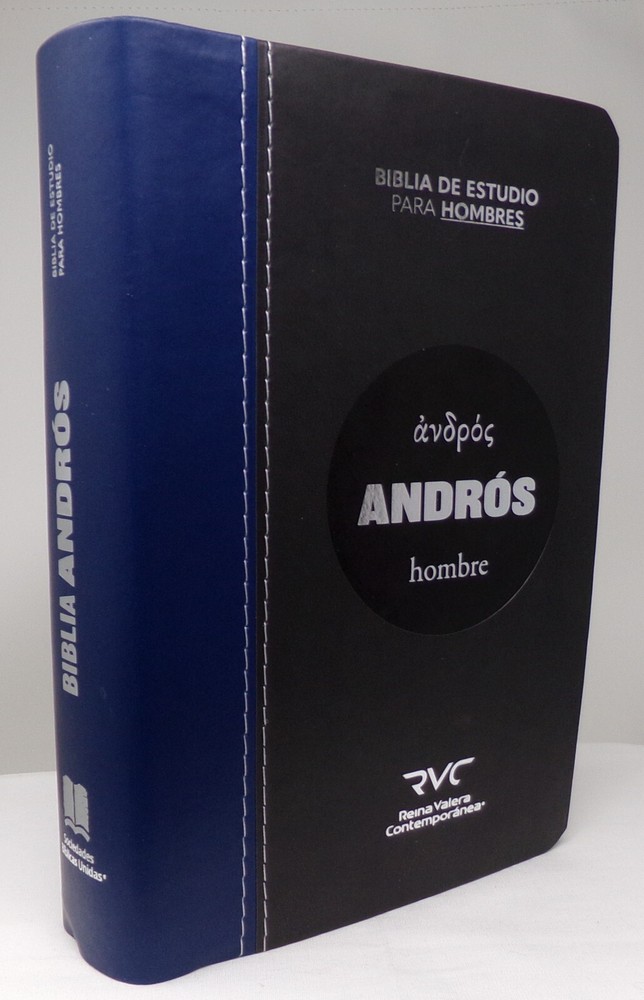 BIBLIA DE ESTUDIO
PARA HOMBRES
BIBLIA ANDRÓS
Sociedades
Bíblicas Unidas®
BIBLIA DE ESTUDIO
PARA HOMBRES
ἀνδρός
ANDRÓS
hombre
RVC
Reina Valera
Contemporánea®